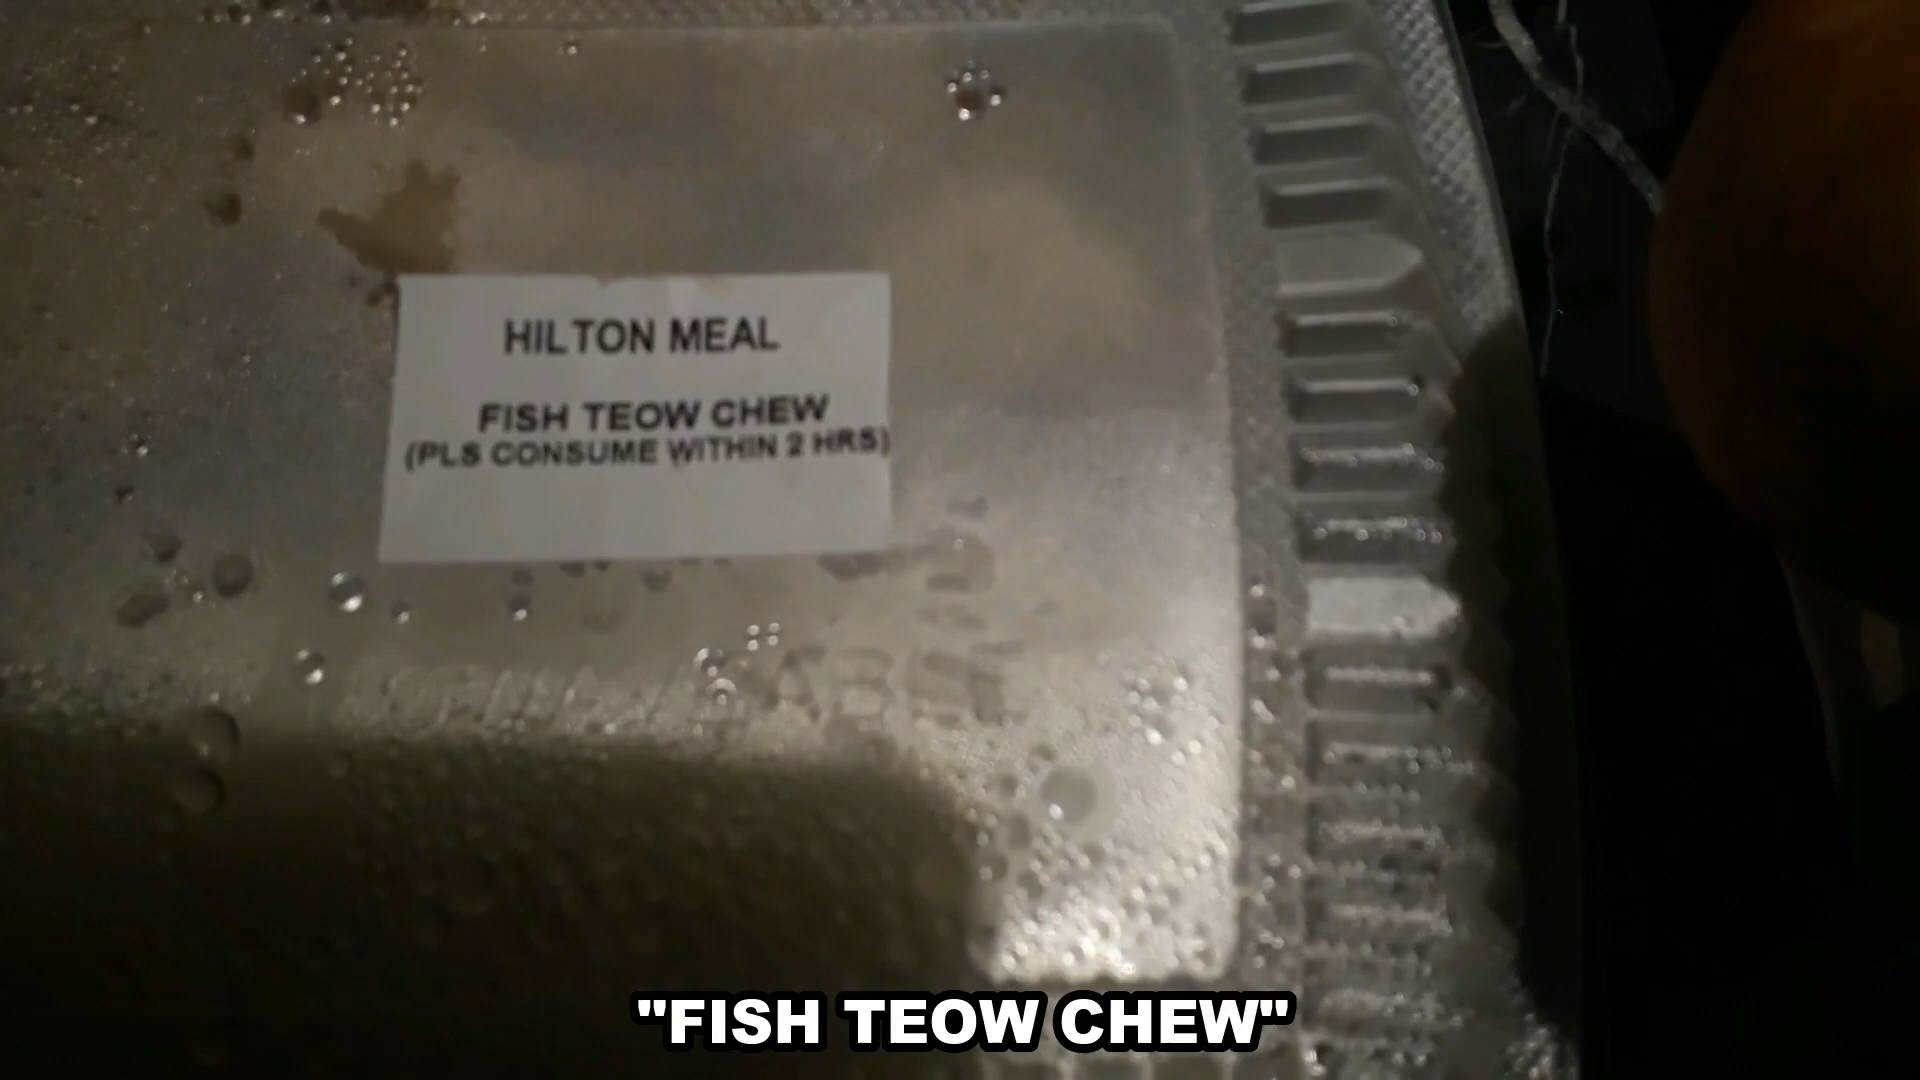 HILTON MEAL
FISH TEOW CHEW
(PLS CONSUME WITHIN 2 HRS)
"FISH TEOW CHEW"